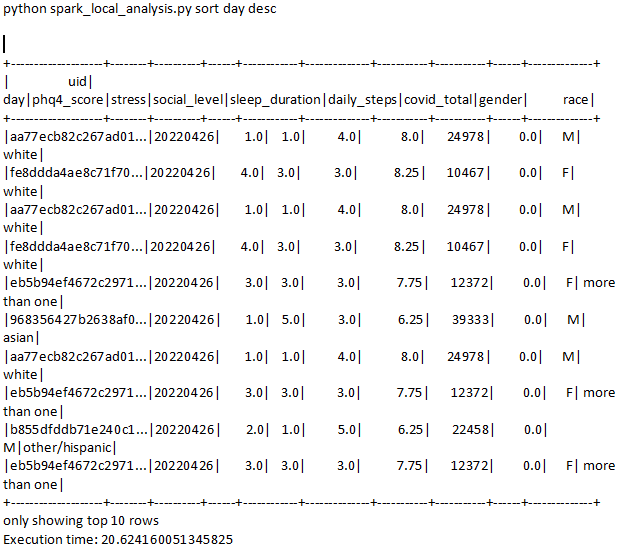 python spark_local_analysis.py sort day desc
+-------------------+--------+----------+------+------------+--------------+-----------+-----------+------+--------------+
| uid|
day|phq4_score|stress|social_level|sleep_duration|daily_steps|covid_total|gender| race|
+-------------------+--------+----------+------+------------+--------------+-----------+-----------+------+--------------+
|aa77ecb82c267ad01...|20220426| 1.0| 1.0| 4.0| 8.0| 24978| 0.0| M|
white|
|fe8ddda4ae8c71f70...|20220426| 4.0| 3.0| 3.0| 8.25| 10467| 0.0| F|
white|
|aa77ecb82c267ad01...|20220426| 1.0| 1.0| 4.0| 8.0| 24978| 0.0| M|
white|
|fe8ddda4ae8c71f70...|20220426| 4.0| 3.0| 3.0| 8.25| 10467| 0.0| F|
white|
|eb5b94ef4672c2971...|20220426| 3.0| 3.0| 3.0| 7.75| 12372| 0.0| F| more
than one|
|968356427b2638af0...|20220426| 1.0| 5.0| 3.0| 6.25| 39333| 0.0| M|
asian|
|aa77ecb82c267ad01...|20220426| 1.0| 1.0| 4.0| 8.0| 24978| 0.0| M|
white|
|eb5b94ef4672c2971...|20220426| 3.0| 3.0| 3.0| 7.75| 12372| 0.0| F| more
than one|
|b855dfddb71e240c1...|20220426| 2.0| 1.0| 5.0| 6.25| 22458| 0.0|
M|other/hispanic|
|eb5b94ef4672c2971...|20220426| 3.0| 3.0| 3.0| 7.75| 12372| 0.0| F| more
than one|
+-------------------+--------+----------+------+------------+--------------+-----------+-----------+------+--------------+
only showing top 10 rows
Execution time: 20.624160051345825